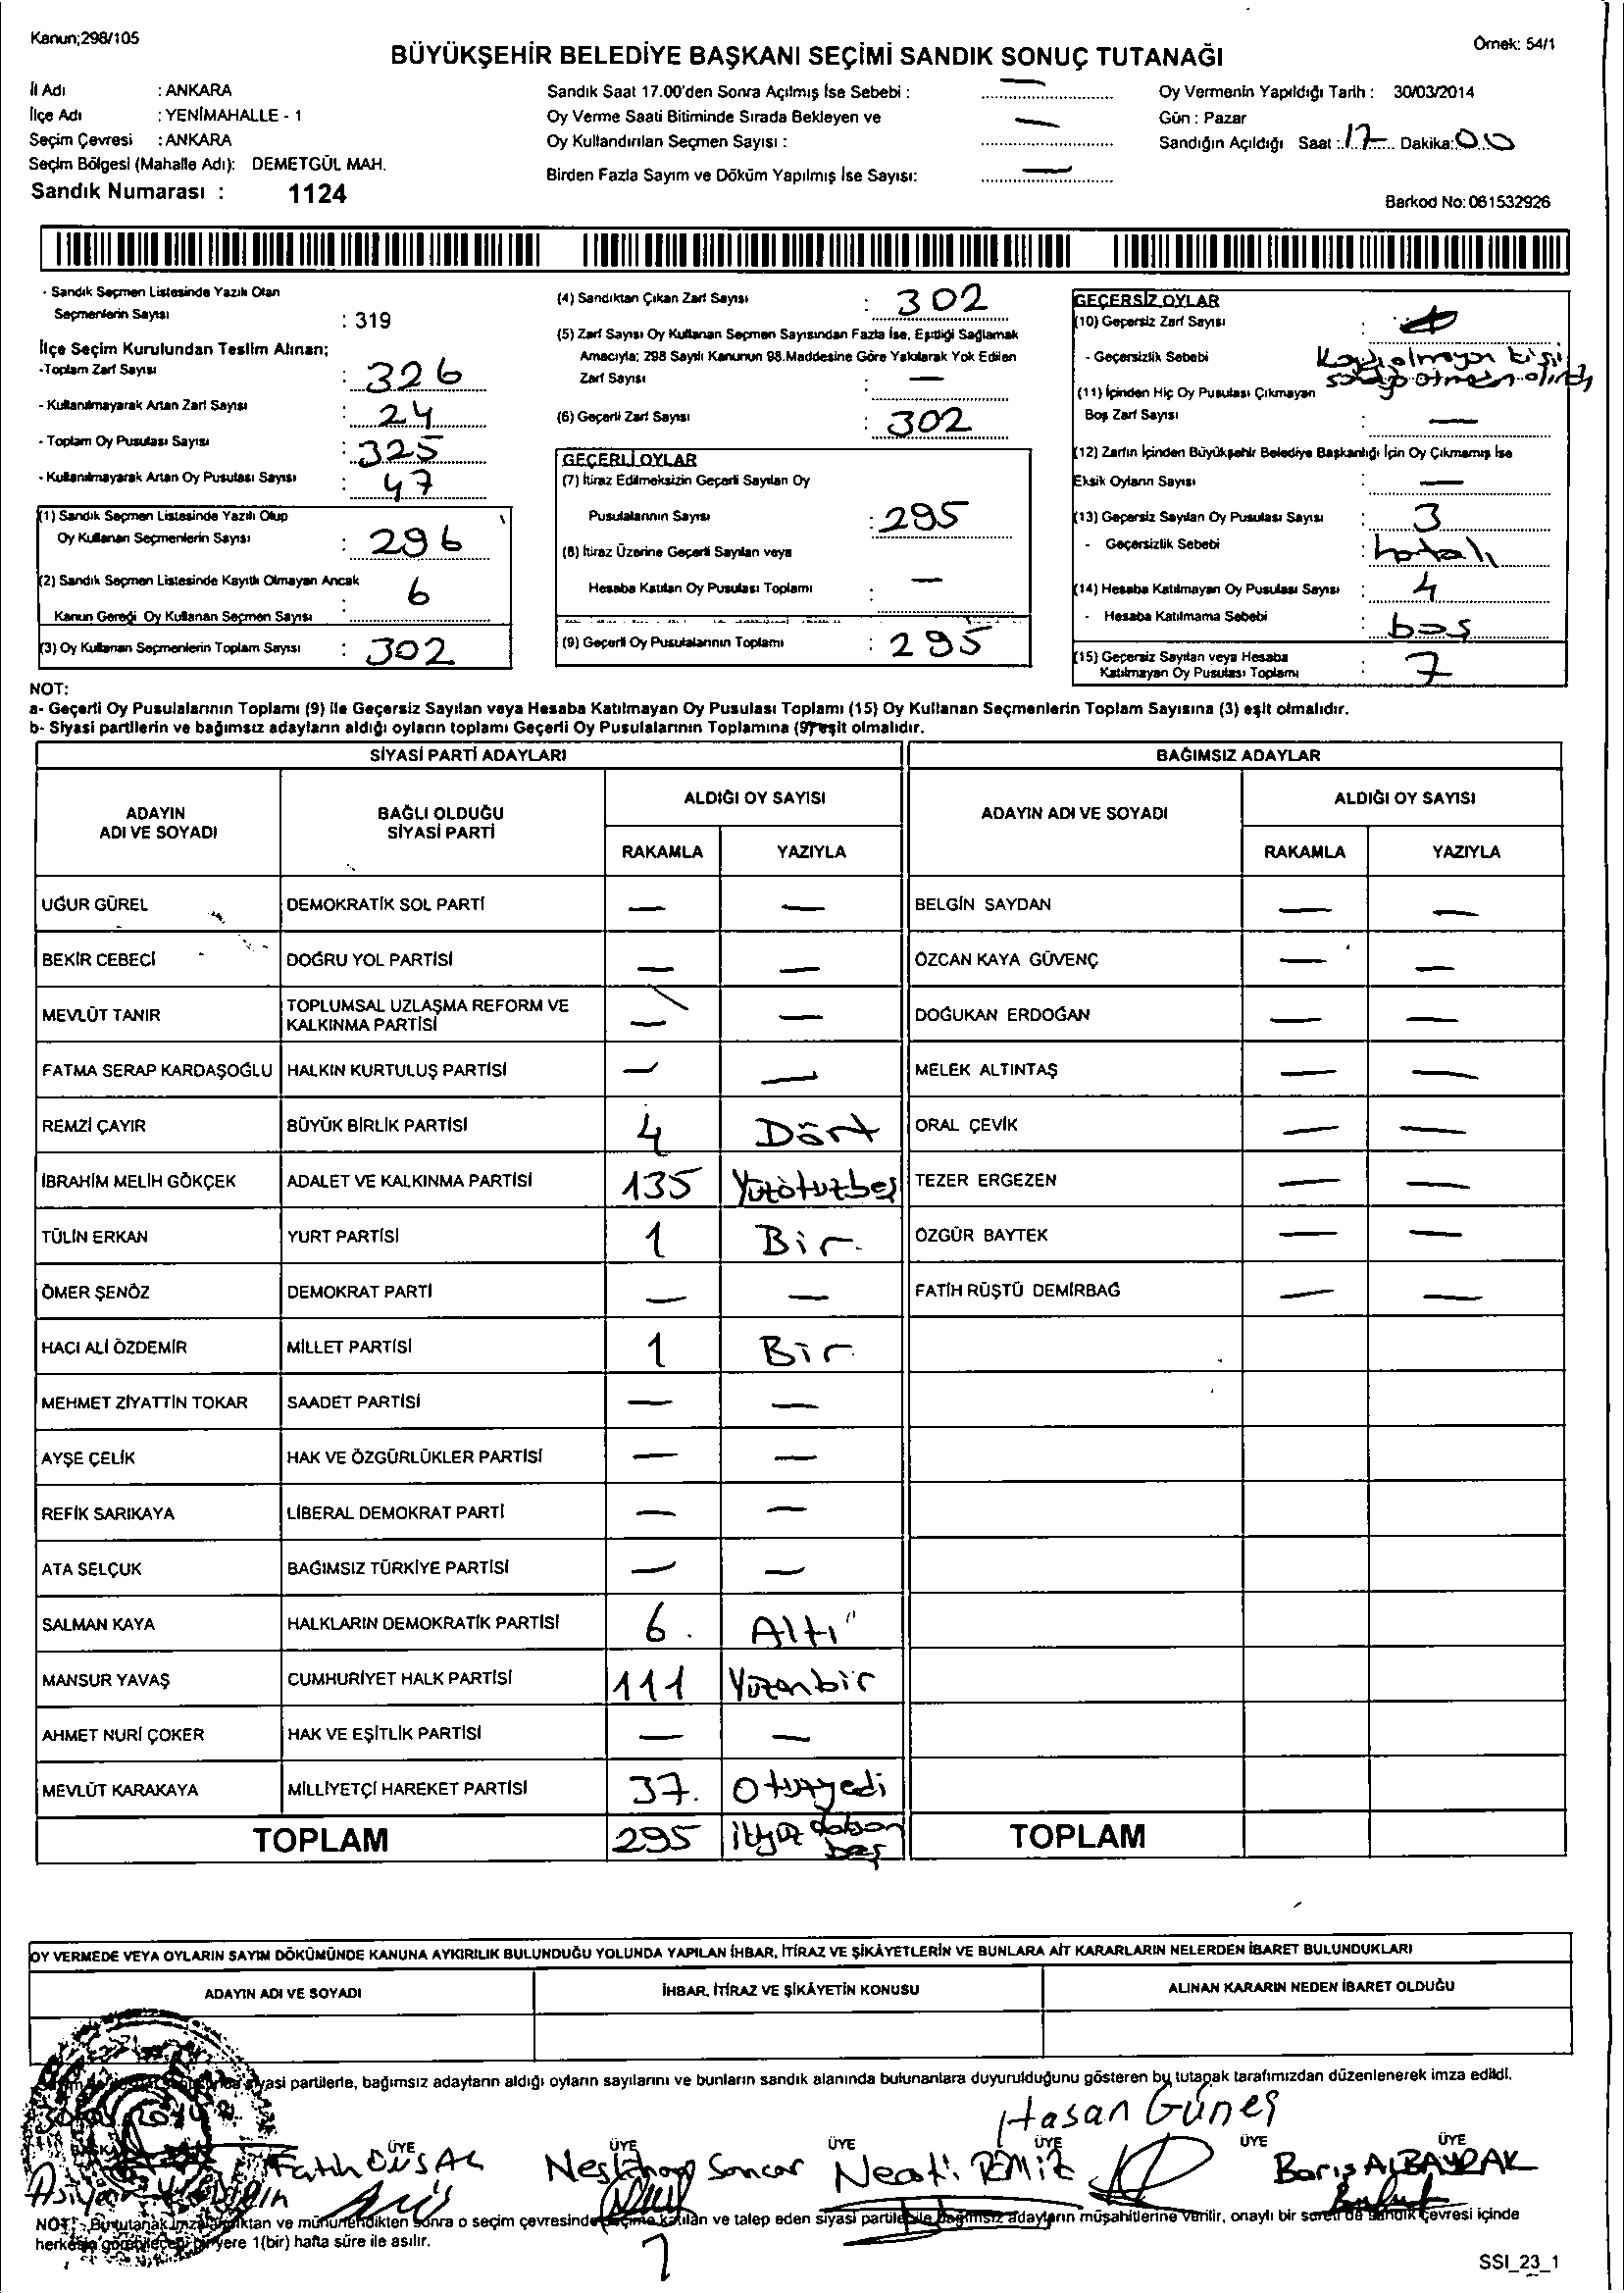 Kanun;298/105
Örnek: 54/1
BÜYÜKŞEHİR BELEDİYE BAŞKANI SEÇİMİ SANDIK SONUÇ TUTANAĞI
İl Adı : ANKARA
İlçe Adı : YENİMAHALLE - 1
Seçim Çevresi : ANKARA
Seçim Bölgesi (Mahalle Adı): DEMETGÜL MAH.
Sandık Numarası : 1124
Sandık Saat 17.00'den Sonra Açılmış İse Sebebi : —
Oy Verme Saati Bitiminde Sırada Bekleyen ve
Oy Kullandırılan Seçmen Sayısı : —
Birden Fazla Sayım ve Döküm Yapılmış İse Sayısı: —
Oy Vermenin Yapıldığı Tarih : 30/03/2014
Gün : Pazar
Sandığın Açıldığı Saat : 17 Dakika: 00
Barkod No: 061532926
- Sandık Seçmen Listesinde Yazılı Olan
Seçmenlerin Sayısı : 319
İlçe Seçim Kurulundan Teslim Alınan;
-Toplam Zarf Sayısı : 326
- Kullanılmayarak Artan Zarf Sayısı : 24
- Toplam Oy Pusulası Sayısı : 325
- Kullanılmayarak Artan Oy Pusulası Sayısı : 47
(1) Sandık Seçmen Listesinde Yazılı Olup
Oy Kullanan Seçmenlerin Sayısı : 296
(2) Sandık Seçmen Listesinde Kayıtlı Olmayan Ancak
Kanun Gereği Oy Kullanan Seçmen Sayısı : 6
(3) Oy Kullanan Seçmenlerin Toplam Sayısı : 302
(4) Sandıktan Çıkan Zarf Sayısı : 302
(5) Zarf Sayısı Oy Kullanan Seçmen Sayısından Fazla İse, Eşitliği Sağlamak
Amacıyla; 298 Sayılı Kanunun 98.Maddesine Göre Yakılarak Yok Edilen
Zarf Sayısı : —
(6) Geçerli Zarf Sayısı : 302
GEÇERLİ OYLAR
(7) İtiraz Edilmeksizin Geçerli Sayılan Oy
Pusulalarının Sayısı : 295
(8) İtiraz Üzerine Geçerli Sayılan veya
Hesaba Katılan Oy Pusulası Toplamı : —
(9) Geçerli Oy Pusulalarının Toplamı : 295
GEÇERSİZ OYLAR
(10) Geçersiz Zarf Sayısı :
- Geçersizlik Sebebi : olmayan kişi
(11) İçinden Hiç Oy Pusulası Çıkmayan
Boş Zarf Sayısı : —
(12) Zarfın İçinden Büyükşehir Belediye Başkanlığı İçin Oy Çıkmamış İse
Eksik Oyların Sayısı : —
(13) Geçersiz Sayılan Oy Pusulası Sayısı : 3
- Geçersizlik Sebebi : hatalı
(14) Hesaba Katılmayan Oy Pusulası Sayısı : 4
- Hesaba Katılmama Sebebi : boş
(15) Geçersiz Sayılan veya Hesaba
Katılmayan Oy Pusulası Toplamı : 7
NOT:
a- Geçerli Oy Pusulalarının Toplamı (9) ile Geçersiz Sayılan veya Hesaba Katılmayan Oy Pusulası Toplamı (15) Oy Kullanan Seçmenlerin Toplam Sayısına (3) eşit olmalıdır.
b- Siyasi partilerin ve bağımsız adayların aldığı oyların toplamı Geçerli Oy Pusulalarının Toplamına (9) eşit olmalıdır.
SİYASİ PARTİ ADAYLARI
BAĞIMSIZ ADAYLAR
ADAYIN ADI VE SOYADI
BAĞLI OLDUĞU SİYASİ PARTİ
ALDIĞI OY SAYISI
RAKAMLA YAZIYLA
ADAYIN ADI VE SOYADI
ALDIĞI OY SAYISI
RAKAMLA YAZIYLA
UĞUR GÜREL DEMOKRATİK SOL PARTİ — — BELGİN SAYDAN — —
BEKİR CEBECİ DOĞRU YOL PARTİSİ — — ÖZCAN KAYA GÜVENÇ — —
MEVLÜT TANIR TOPLUMSAL UZLAŞMA REFORM VE KALKINMA PARTİSİ — — DOĞUKAN ERDOĞAN — —
FATMA SERAP KARDAŞOĞLU HALKIN KURTULUŞ PARTİSİ — — MELEK ALTINTAŞ — —
REMZİ ÇAYIR BÜYÜK BİRLİK PARTİSİ 4 Dört ORAL ÇEVİK — —
İBRAHİM MELİH GÖKÇEK ADALET VE KALKINMA PARTİSİ 135 Yüzotuzbeş TEZER ERGEZEN — —
TÜLİN ERKAN YURT PARTİSİ 1 Bir ÖZGÜR BAYTEK — —
ÖMER ŞENÖZ DEMOKRAT PARTİ — — FATİH RÜŞTÜ DEMİRBAĞ — —
HACI ALİ ÖZDEMİR MİLLET PARTİSİ 1 Bir
MEHMET ZİYATTİN TOKAR SAADET PARTİSİ — —
AYŞE ÇELİK HAK VE ÖZGÜRLÜKLER PARTİSİ — —
REFİK SARIKAYA LİBERAL DEMOKRAT PARTİ — —
ATA SELÇUK BAĞIMSIZ TÜRKİYE PARTİSİ — —
SALMAN KAYA HALKLARIN DEMOKRATİK PARTİSİ 6 Altı
MANSUR YAVAŞ CUMHURİYET HALK PARTİSİ 111 Yüzonbir
AHMET NURİ ÇOKER HAK VE EŞİTLİK PARTİSİ — —
MEVLÜT KARAKAYA MİLLİYETÇİ HAREKET PARTİSİ 37 Otuzyedi
TOPLAM 295 ikiyüz doksan beş TOPLAM
OY VERMEDE VEYA OYLARIN SAYIM DÖKÜMÜNDE KANUNA AYKIRILIK BULUNDUĞU YOLUNDA YAPILAN İHBAR, İTİRAZ VE ŞİKÂYETLERİN VE BUNLARA AİT KARARLARIN NELERDEN İBARET BULUNDUKLARI
ADAYIN ADI VE SOYADI İHBAR, İTİRAZ VE ŞİKÂYETİN KONUSU ALINAN KARARIN NEDEN İBARET OLDUĞU
siyasi partilerle, bağımsız adayların aldığı oyların sayılarını ve bunların sandık alanında bulunanlara duyurulduğunu gösteren bu tutanak tarafımızdan düzenlenerek imza edildi.
Hasan Güneş
BAŞKAN ÜYE ÜYE ÜYE ÜYE ÜYE ÜYE
Fatih Neslihan Sancar Necati Barış ALBAYRAK
NOT: Bu tutanak imzalandıktan ve mühürlendikten sonra o seçim çevresinde seçime katılan ve talep eden siyasi partiler ile bağımsız adayların müşahitlerine verilir, onaylı bir sureti de sandık çevresi içinde
herkesin görebileceği bir yere 1(bir) hafta süre ile asılır.
SSI_23_1